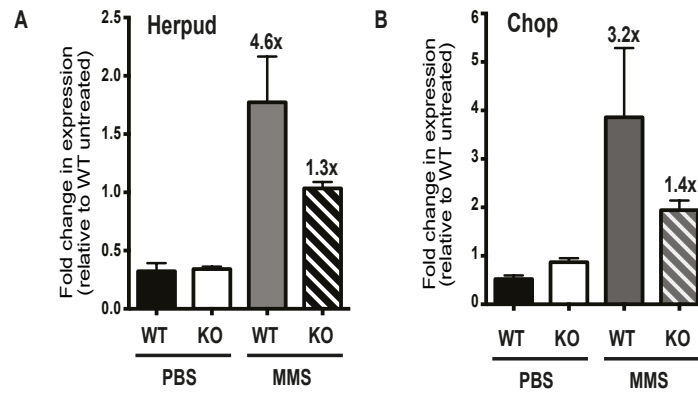 A
Herpud
Fold change in expression
(relative to WT untreated)
2.5
2.0
1.5
1.0
0.5
0.0
4.6x
1.3x
WT KO WT KO
PBS MMS
B
Chop
Fold change in expression
(relative to WT untreated)
6
5
4
3
2
1
0
3.2x
1.4x
WT KO WT KO
PBS MMS